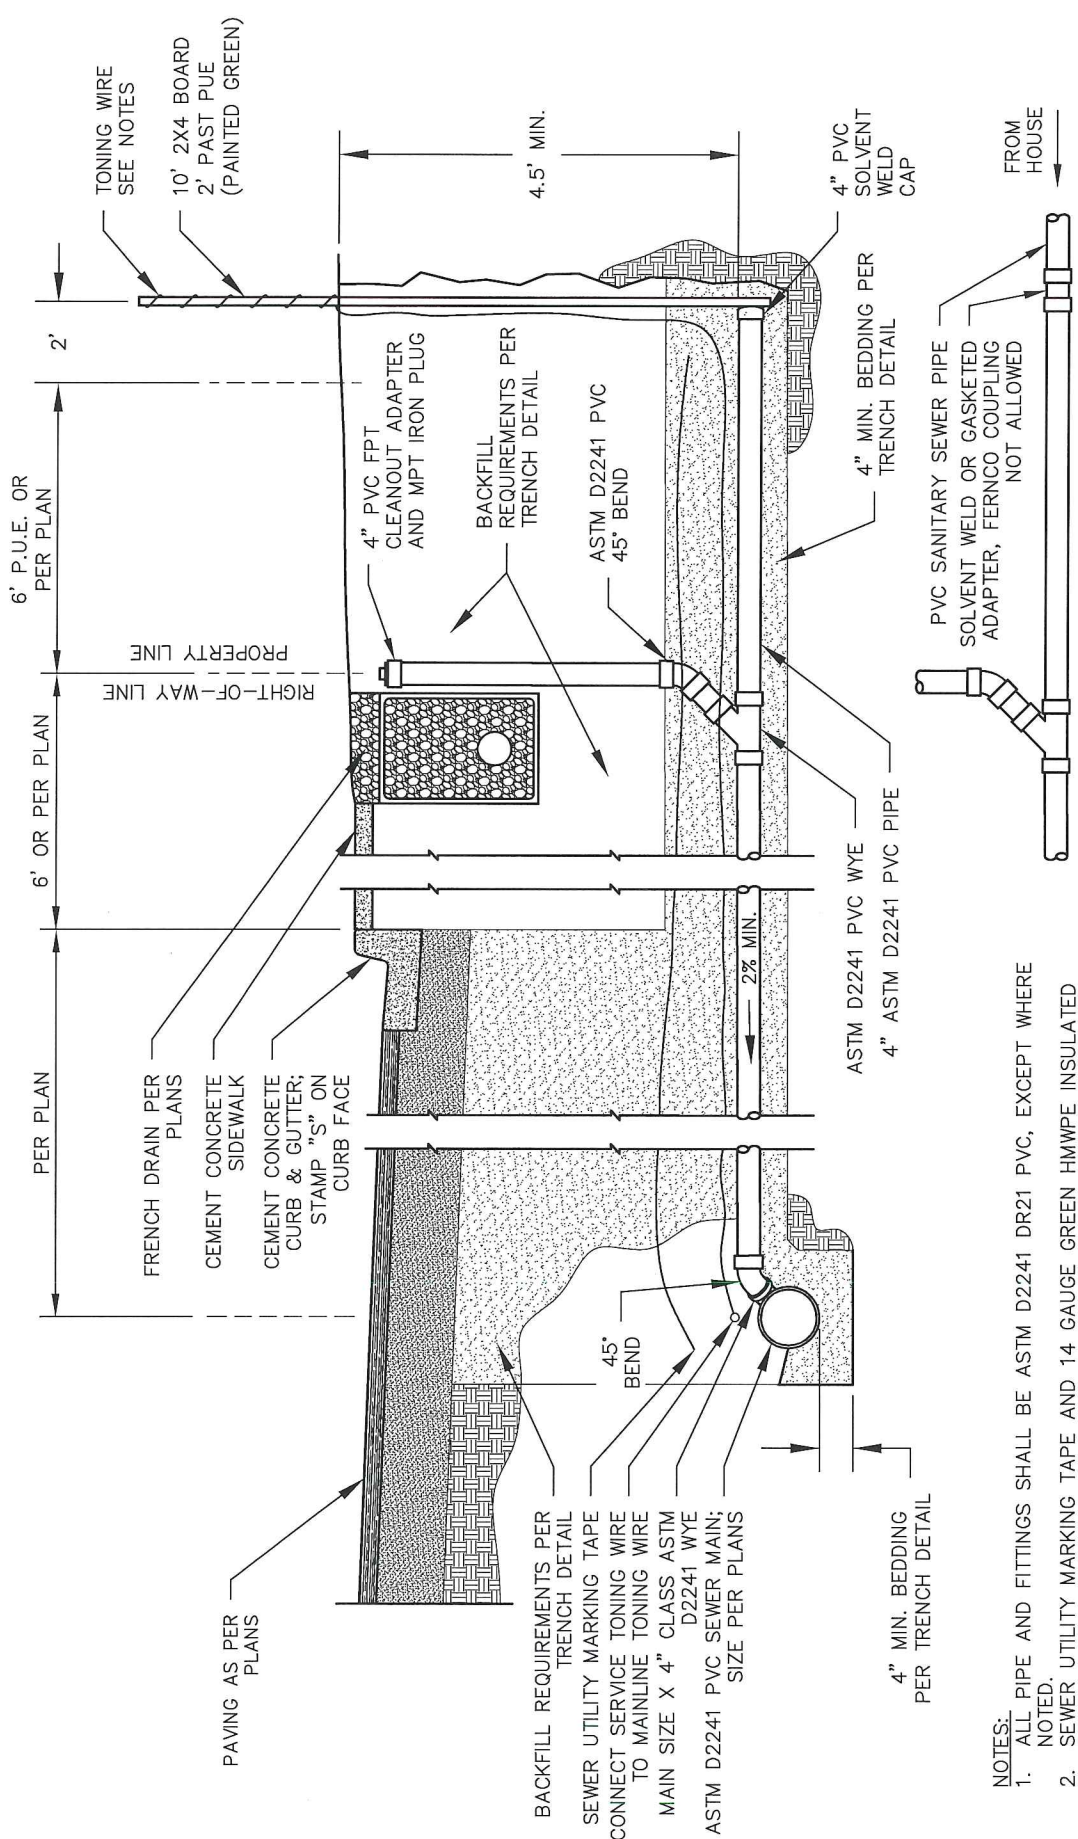 TONING WIRE
SEE NOTES
10' 2X4 BOARD
2' PAST PUE
(PAINTED GREEN)
2'
6' P.U.E. OR
PER PLAN
6' OR PER PLAN
PER PLAN
PROPERTY LINE
RIGHT-OF-WAY LINE
FRENCH DRAIN PER
PLANS
CEMENT CONCRETE
SIDEWALK
CEMENT CONCRETE
CURB & GUTTER;
STAMP "S" ON
CURB FACE
PAVING AS PER
PLANS
4" PVC FPT
CLEANOUT ADAPTER
AND MPT IRON PLUG
BACKFILL
REQUIREMENTS PER
TRENCH DETAIL
ASTM D2241 PVC
45° BEND
4.5' MIN.
4" PVC
SOLVENT
WELD
CAP
4" MIN. BEDDING PER
TRENCH DETAIL
2% MIN.
ASTM D2241 PVC WYE
4" ASTM D2241 PVC PIPE
45°
BEND
BACKFILL REQUIREMENTS PER
TRENCH DETAIL
SEWER UTILITY MARKING TAPE
CONNECT SERVICE TONING WIRE
TO MAINLINE TONING WIRE
MAIN SIZE X 4" CLASS ASTM
D2241 WYE
ASTM D2241 PVC SEWER MAIN;
SIZE PER PLANS
4" MIN. BEDDING
PER TRENCH DETAIL
PVC SANITARY SEWER PIPE
SOLVENT WELD OR GASKETED
ADAPTER, FERNCO COUPLING
NOT ALLOWED
FROM
HOUSE
NOTES:
1. ALL PIPE AND FITTINGS SHALL BE ASTM D2241 DR21 PVC, EXCEPT WHERE
NOTED.
2. SEWER UTILITY MARKING TAPE AND 14 GAUGE GREEN HMWPE INSULATED